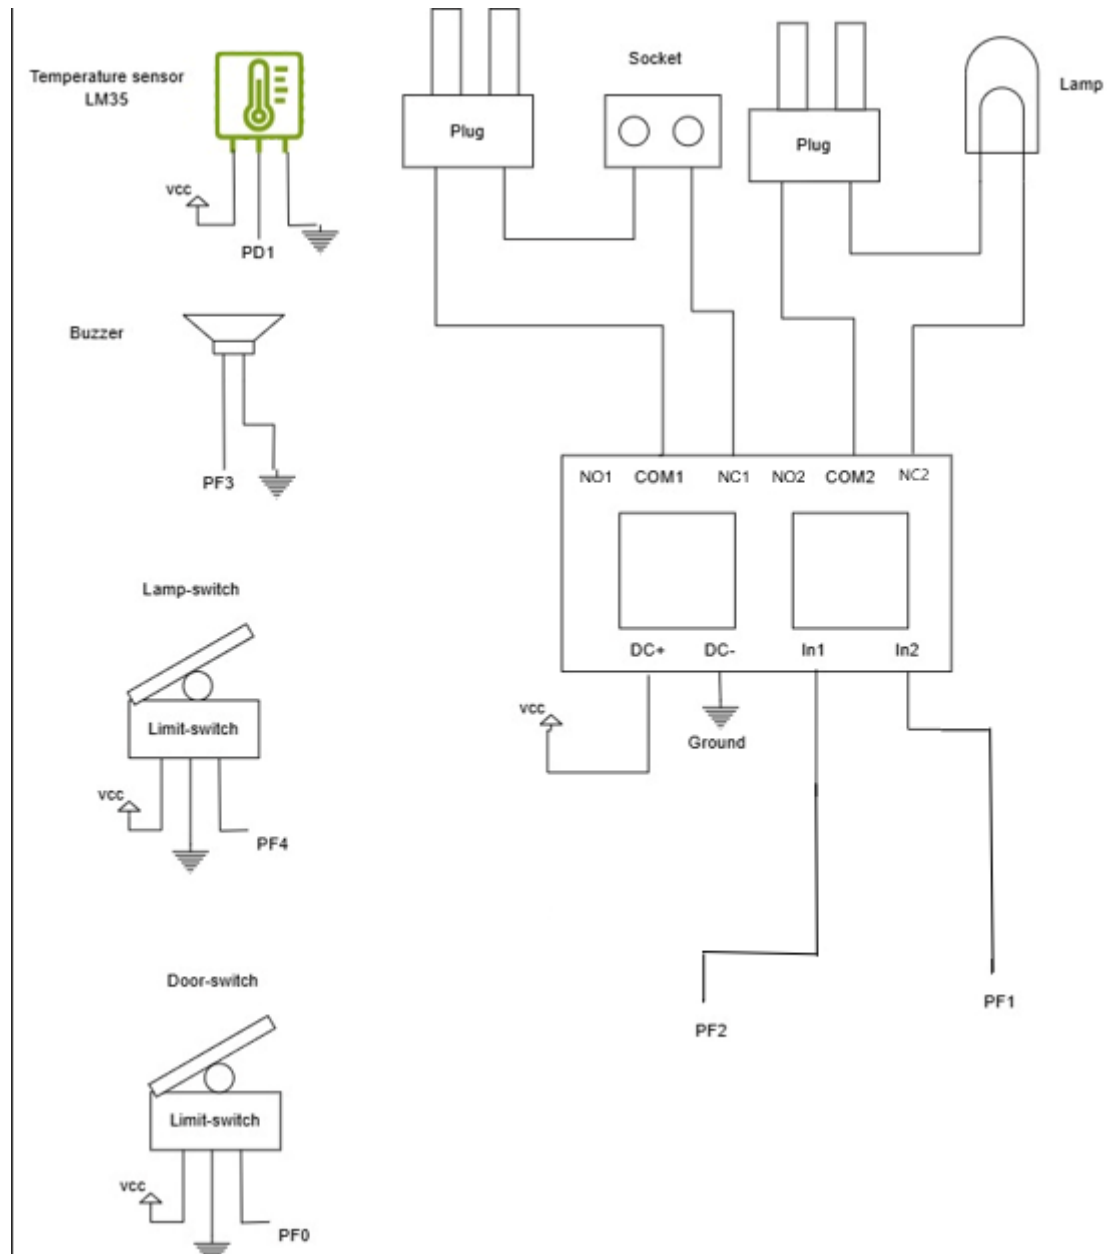 Temperature sensor
LM35
vcc
PD1
Plug
Socket
Plug
Lamp
Buzzer
PF3
NO1 COM1 NC1 NO2 COM2 NC2
DC+ DC- In1 In2
vcc
Ground
PF2
PF1
Lamp-switch
Limit-switch
vcc
PF4
Door-switch
Limit-switch
vcc
PF0